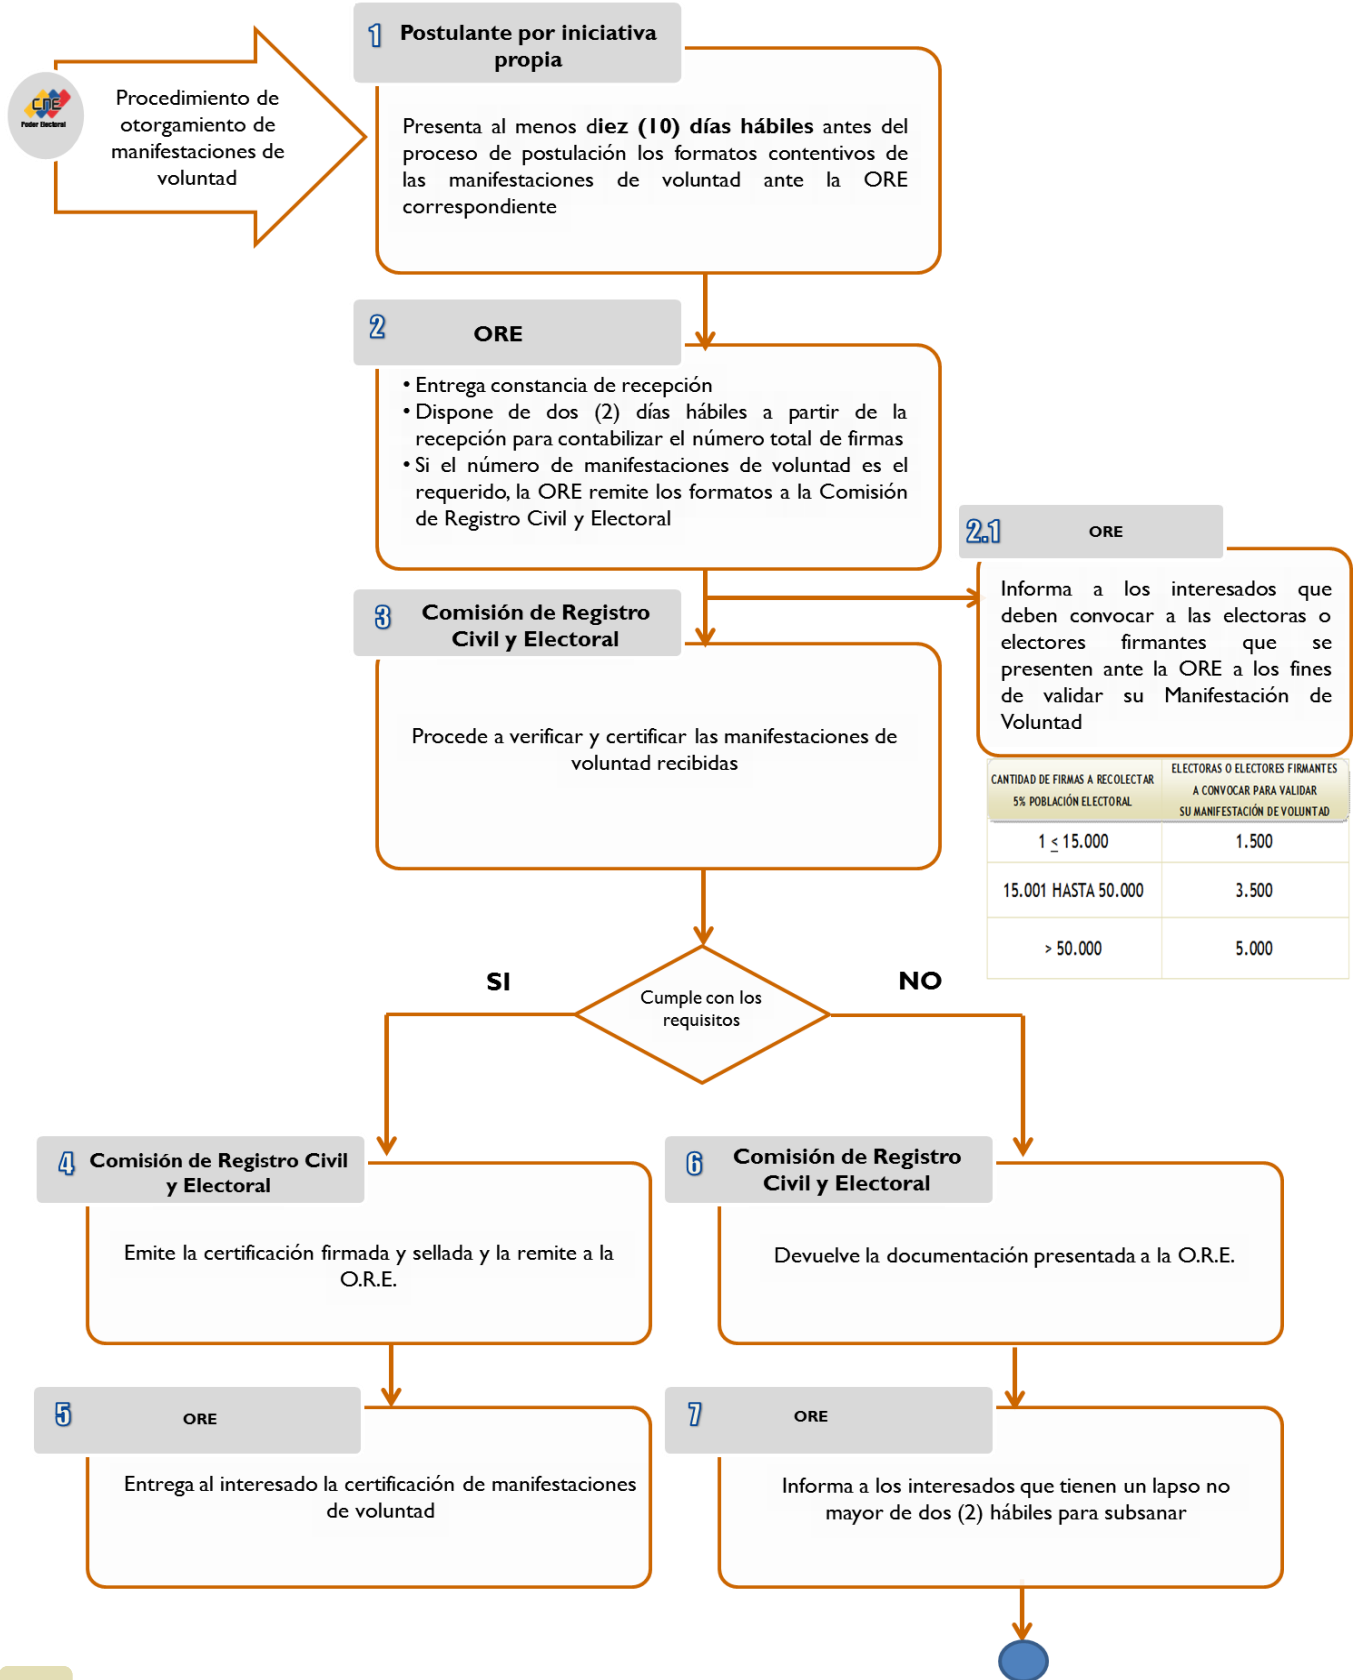 CNE
Poder Electoral
Procedimiento de
otorgamiento de
manifestaciones de
voluntad
1 Postulante por iniciativa
propia
Presenta al menos diez (10) días hábiles antes del
proceso de postulación los formatos contentivos de
las manifestaciones de voluntad ante la ORE
correspondiente
2 ORE
• Entrega constancia de recepción
• Dispone de dos (2) días hábiles a partir de la
recepción para contabilizar el número total de firmas
• Si el número de manifestaciones de voluntad es el
requerido, la ORE remite los formatos a la Comisión
de Registro Civil y Electoral
2.1 ORE
Informa a los interesados que
deben convocar a las electoras o
electores firmantes que se
presenten ante la ORE a los fines
de validar su Manifestación de
Voluntad
CANTIDAD DE FIRMAS A RECOLECTAR
5% POBLACIÓN ELECTORAL
ELECTORAS O ELECTORES FIRMANTES
A CONVOCAR PARA VALIDAR
SU MANIFESTACIÓN DE VOLUNTAD
1 ≤ 15.000 1.500
15.001 HASTA 50.000 3.500
> 50.000 5.000
3 Comisión de Registro
Civil y Electoral
Procede a verificar y certificar las manifestaciones de
voluntad recibidas
SI
NO
Cumple con los
requisitos
4 Comisión de Registro Civil
y Electoral
Emite la certificación firmada y sellada y la remite a la
O.R.E.
5 ORE
Entrega al interesado la certificación de manifestaciones
de voluntad
6 Comisión de Registro
Civil y Electoral
Devuelve la documentación presentada a la O.R.E.
7 ORE
Informa a los interesados que tienen un lapso no
mayor de dos (2) hábiles para subsanar